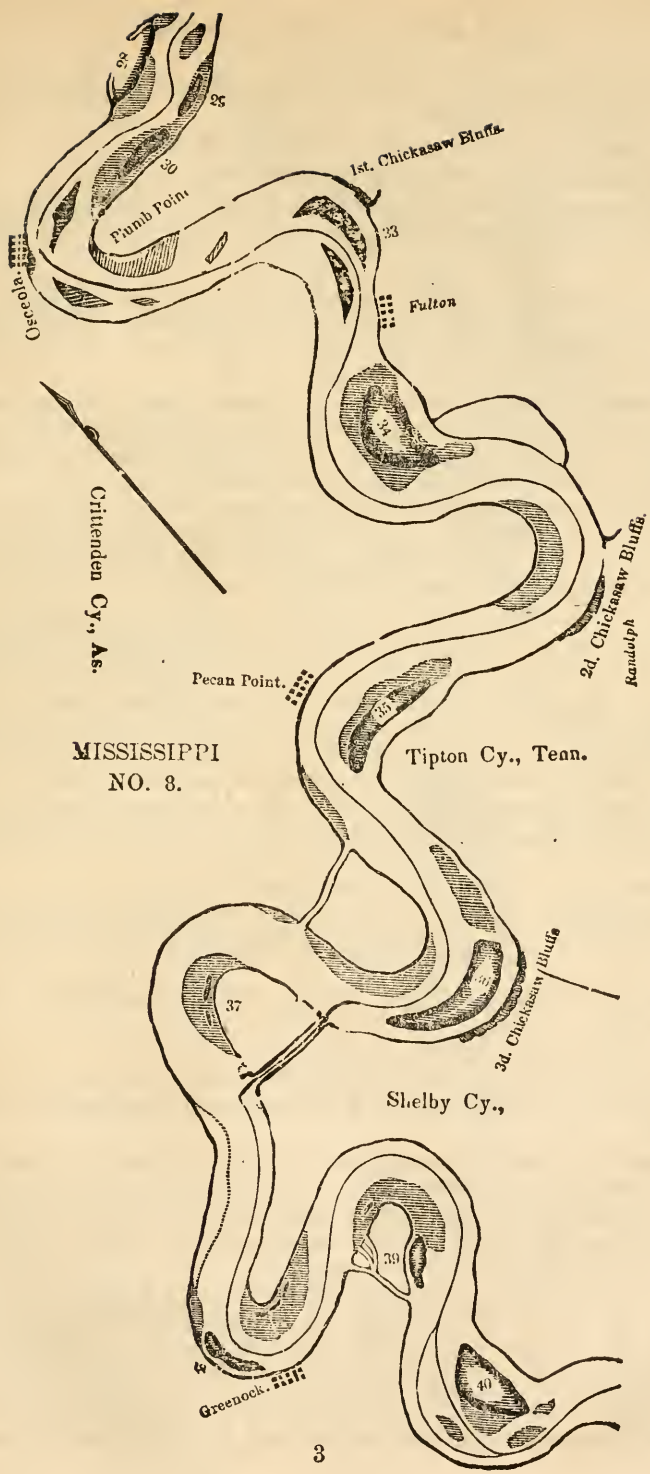 28
29
30
Plumb Point
1st. Chickasaw Bluffs.
33
Osceola.
Fulton
34
Crittenden Cy., As.
2d. Chickasaw Bluffs.
Randolph
Pecan Point.
35
MISSISSIPPI
NO. 8.
Tipton Cy., Tenn.
36
3d. Chickasaw Bluffs
37
Shelby Cy.,
39
40
Greenock.
3